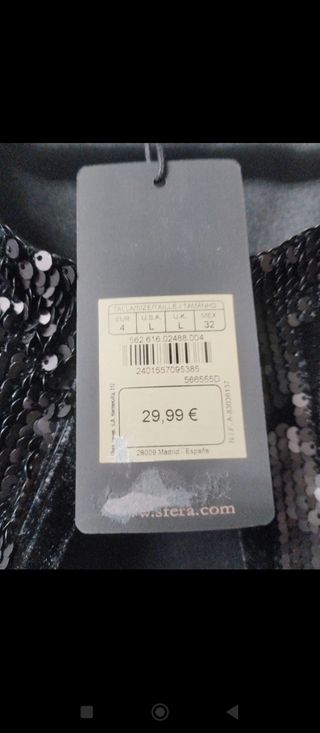 TALLA/SIZE/TAILLE / TAMANHO
EUR U.S.A. U.K. MEX
4 L L 32
562.616.02488.004
2401557095385
566555D
29,99 €
28009 Madrid - España
N.I.F. A-83036137
w.sfera.com